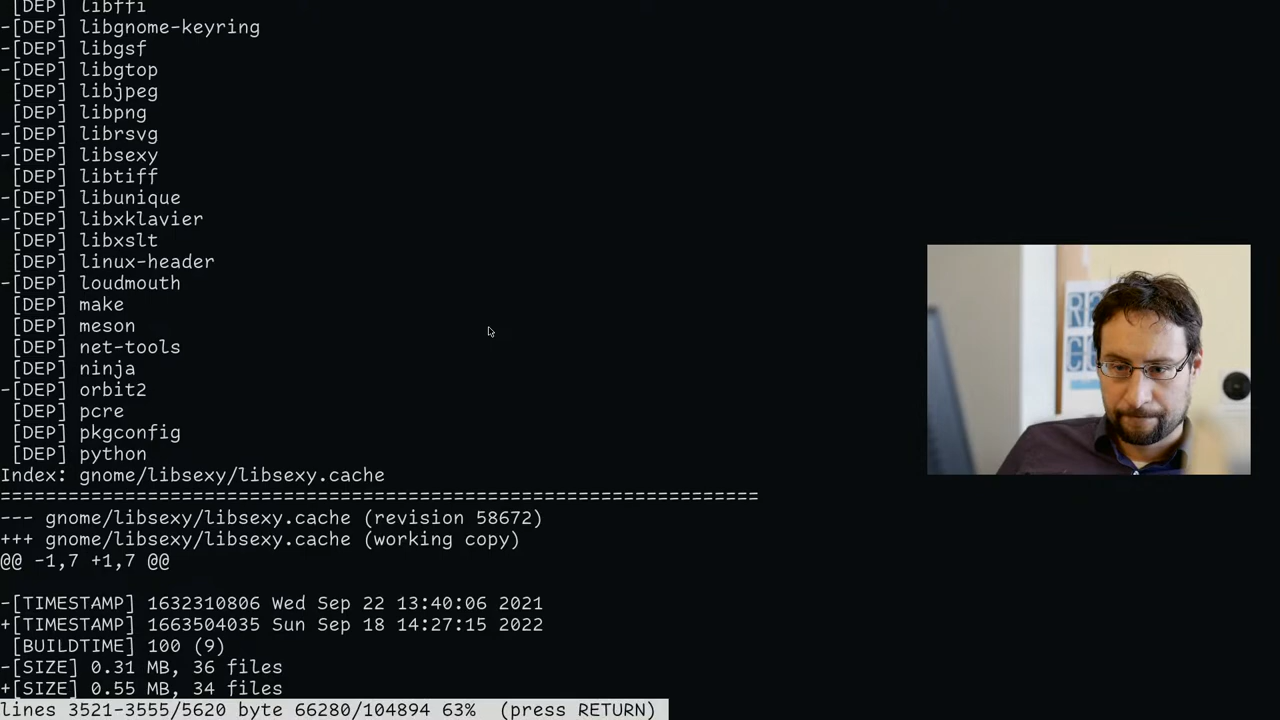 [DEP] libffi
-[DEP] libgnome-keyring
-[DEP] libgsf
-[DEP] libgtop
 [DEP] libjpeg
 [DEP] libpng
-[DEP] librsvg
-[DEP] libsexy
 [DEP] libtiff
-[DEP] libunique
-[DEP] libxklavier
 [DEP] libxslt
 [DEP] linux-header
-[DEP] loudmouth
 [DEP] make
 [DEP] meson
 [DEP] net-tools
 [DEP] ninja
-[DEP] orbit2
 [DEP] pcre
 [DEP] pkgconfig
 [DEP] python
Index: gnome/libsexy/libsexy.cache
===================================================================
--- gnome/libsexy/libsexy.cache (revision 58672)
+++ gnome/libsexy/libsexy.cache (working copy)
@@ -1,7 +1,7 @@
-[TIMESTAMP] 1632310806 Wed Sep 22 13:40:06 2021
+[TIMESTAMP] 1663504035 Sun Sep 18 14:27:15 2022
 [BUILDTIME] 100 (9)
-[SIZE] 0.31 MB, 36 files
+[SIZE] 0.55 MB, 34 files
lines 3521-3555/5620 byte 66280/104894 63%  (press RETURN)